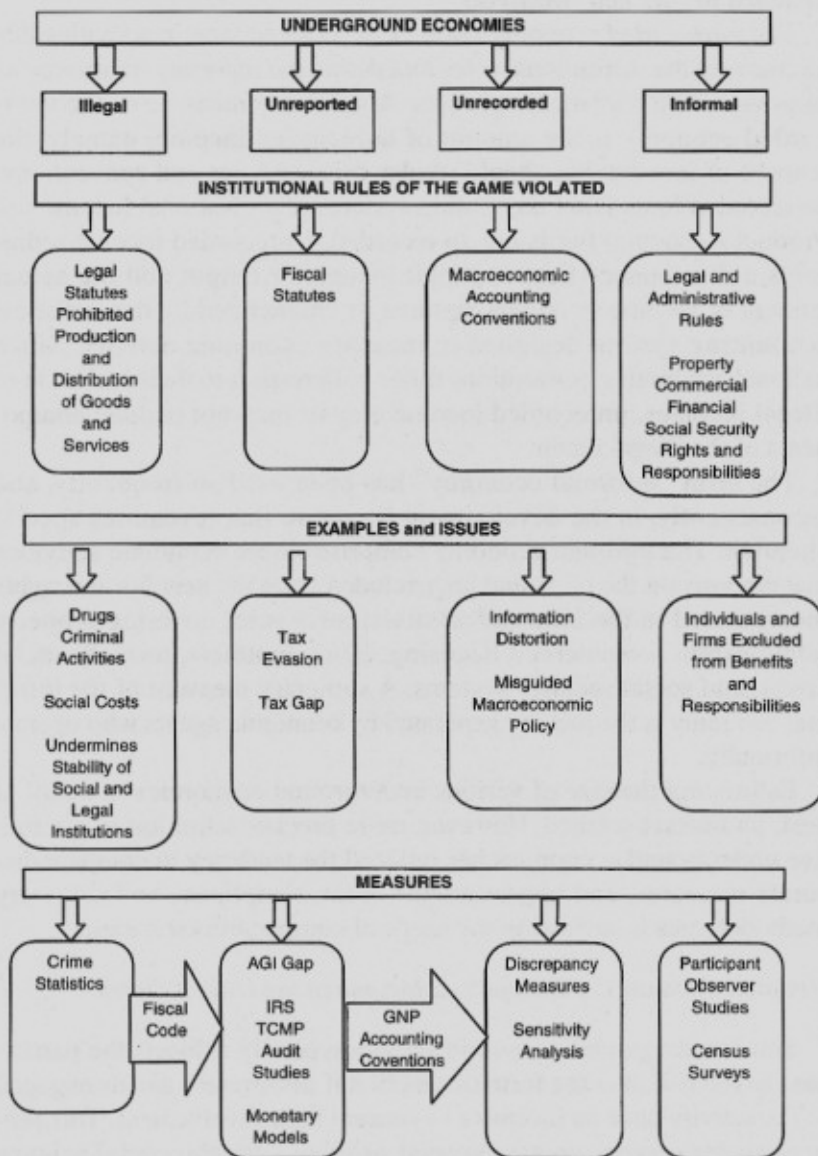 UNDERGROUND ECONOMIES
Illegal
Unreported
Unrecorded
Informal
INSTITUTIONAL RULES OF THE GAME VIOLATED
Legal
Statutes
Prohibited
Production
and
Distribution
of Goods
and
Services
Fiscal
Statutes
Macroeconomic
Accounting
Conventions
Legal and
Administrative
Rules
Property
Commercial
Financial
Social Security
Rights and
Responsibilities
EXAMPLES and ISSUES
Drugs
Criminal
Activities
Social Costs
Undermines
Stability of
Social and
Legal
Institutions
Tax
Evasion
Tax Gap
Information
Distortion
Misguided
Macroeconomic
Policy
Individuals and
Firms Excluded
from Benefits
and
Responsibilities
MEASURES
Crime
Statistics
Fiscal
Code
AGI Gap
IRS
TCMP
Audit
Studies
Monetary
Models
GNP
Accounting
Coventions
Discrepancy
Measures
Sensitivity
Analysis
Participant
Observer
Studies
Census
Surveys